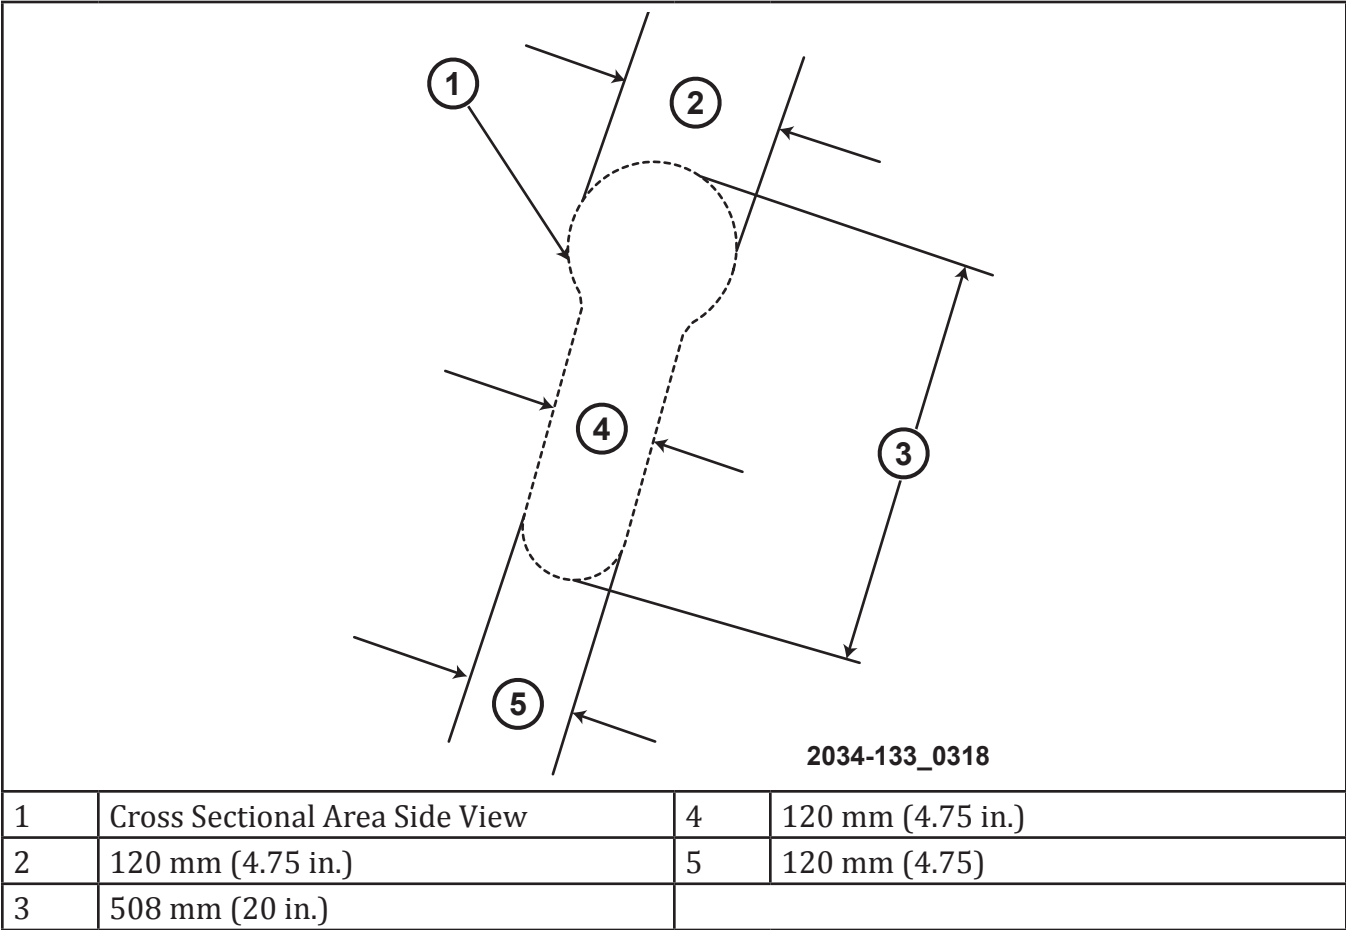 1
2
4
3
5
2034-133_0318
1 Cross Sectional Area Side View 4 120 mm (4.75 in.)
2 120 mm (4.75 in.) 5 120 mm (4.75)
3 508 mm (20 in.)